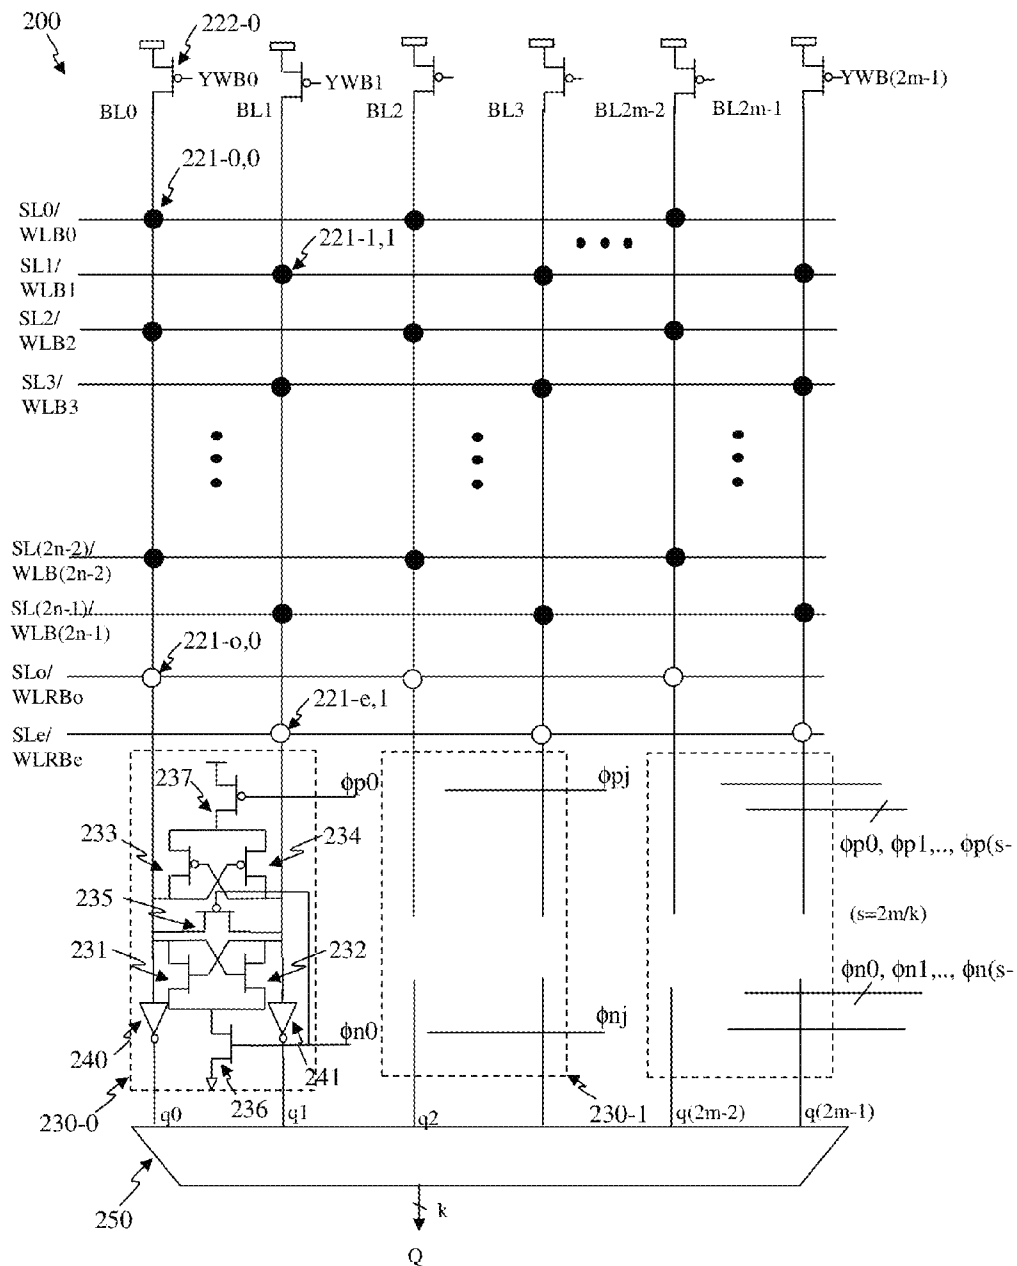 200
222-0
YWB0
YWB1
YWB(2m-1)
BL0
BL1
BL2
BL3
BL2m-2
BL2m-1
221-0,0
SL0/
WLB0
221-1,1
SL1/
WLB1
SL2/
WLB2
SL3/
WLB3
SL(2n-2)/
WLB(2n-2)
SL(2n-1)/
WLB(2n-1)
221-o,0
SLo/
WLRBo
221-e,1
SLe/
WLRBe
237
ϕp0
ϕpj
233
234
ϕp0, ϕp1,.., ϕp(s-
235
(s=2m/k)
231
232
ϕn0, ϕn1,.., ϕn(s-
ϕn0
ϕnj
240
241
230-0
236
230-1
q0
q1
q2
q(2m-2)
q(2m-1)
250
k
Q